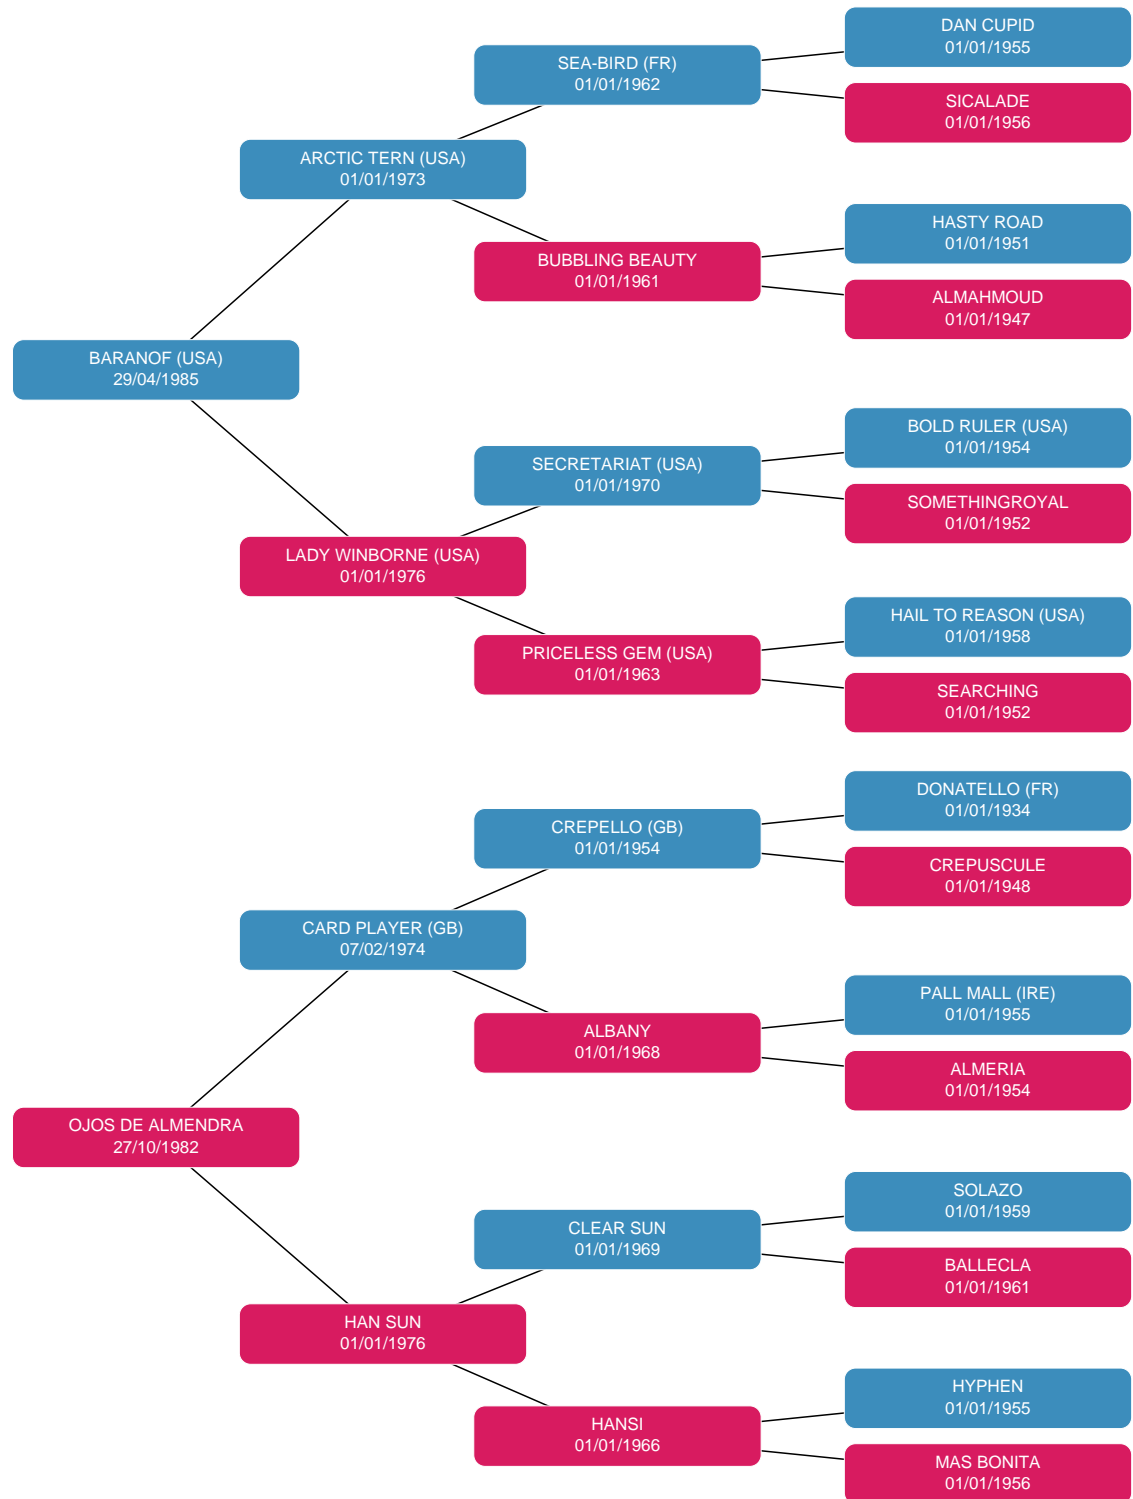 DAN CUPID
01/01/1955
SEA-BIRD (FR)
01/01/1962
SICALADE
01/01/1956
ARCTIC TERN (USA)
01/01/1973
HASTY ROAD
01/01/1951
BUBBLING BEAUTY
01/01/1961
ALMAHMOUD
01/01/1947
BARANOF (USA)
29/04/1985
BOLD RULER (USA)
01/01/1954
SECRETARIAT (USA)
01/01/1970
SOMETHINGROYAL
01/01/1952
LADY WINBORNE (USA)
01/01/1976
HAIL TO REASON (USA)
01/01/1958
PRICELESS GEM (USA)
01/01/1963
SEARCHING
01/01/1952
DONATELLO (FR)
01/01/1934
CREPELLO (GB)
01/01/1954
CREPUSCULE
01/01/1948
CARD PLAYER (GB)
07/02/1974
PALL MALL (IRE)
01/01/1955
ALBANY
01/01/1968
ALMERIA
01/01/1954
OJOS DE ALMENDRA
27/10/1982
SOLAZO
01/01/1959
CLEAR SUN
01/01/1969
BALLECLA
01/01/1961
HAN SUN
01/01/1976
HYPHEN
01/01/1955
HANSI
01/01/1966
MAS BONITA
01/01/1956